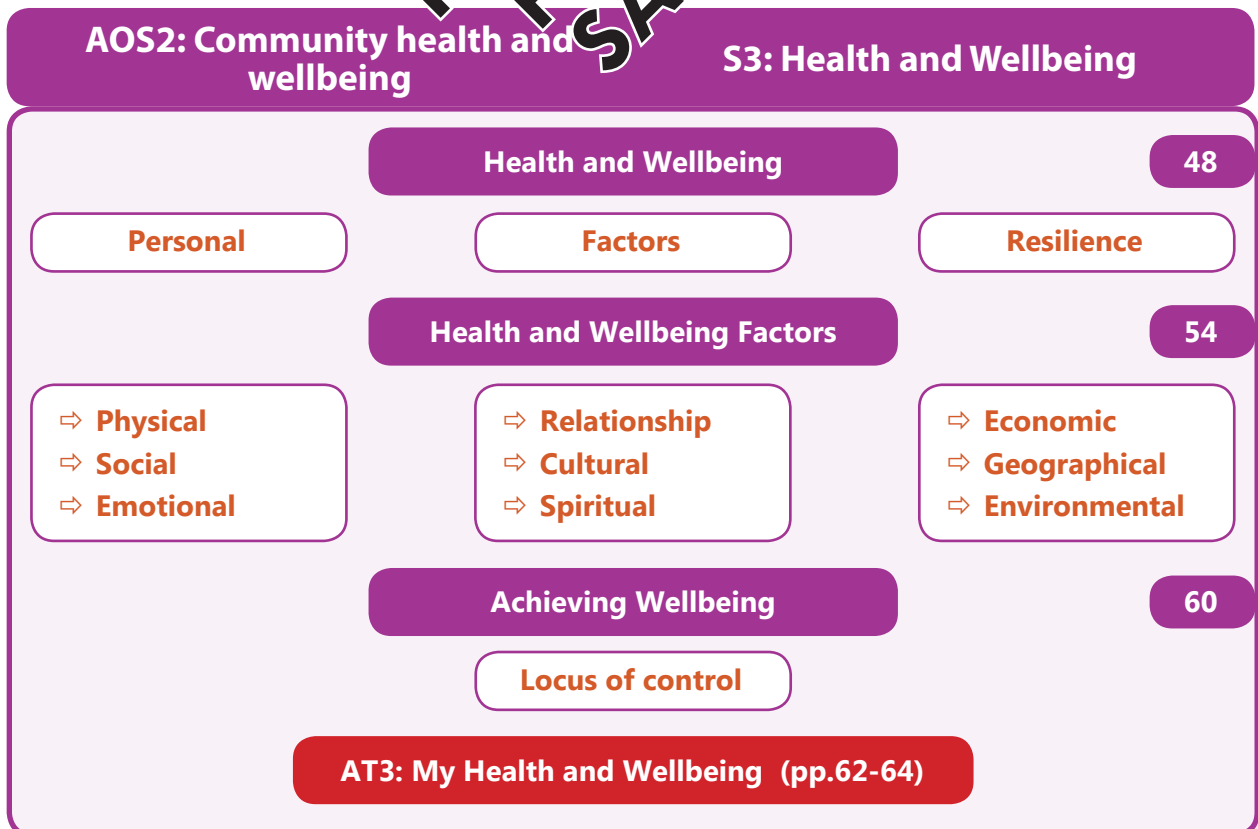 AOS2: Community health and
wellbeing
S3: Health and Wellbeing
Health and Wellbeing
48
Personal
Factors
Resilience
Health and Wellbeing Factors
54
⇨ Physical
⇨ Social
⇨ Emotional
⇨ Relationship
⇨ Cultural
⇨ Spiritual
⇨ Economic
⇨ Geographical
⇨ Environmental
Achieving Wellbeing
60
Locus of control
AT3: My Health and Wellbeing (pp.62-64)